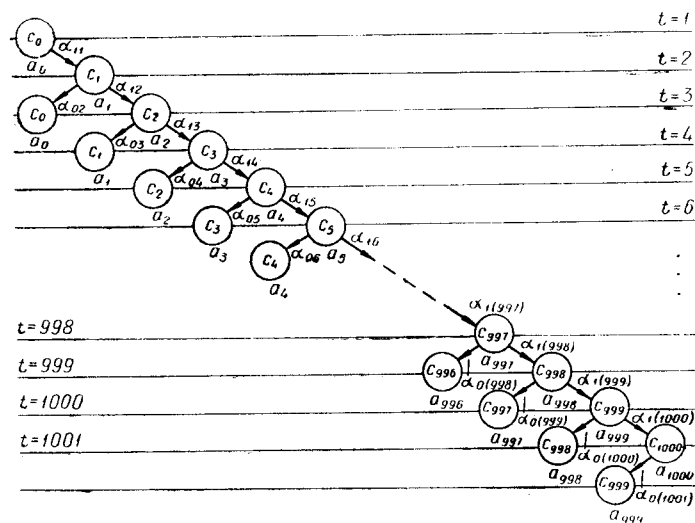 C₀ α₁₁ t=1
a₀ C₁ α₁₂ t=2
C₀ α₀₂ a₁ C₂ α₁₃ t=3
a₀ C₁ α₀₃ a₂ C₃ α₁₄ t=4
a₁ C₂ α₀₄ a₃ C₄ α₁₅ t=5
a₂ C₃ α₀₅ a₄ C₅ α₁₆ t=6
a₃ C₄ α₀₆ a₅
a₄
α₁₍₉₉₇₎
t=998 C₉₉₇ α₁₍₉₉₈₎
t=999 C₉₉₆ a₉₉₇ α₀₍₉₉₈₎ C₉₉₈ α₁₍₉₉₉₎
t=1000 a₉₉₆ C₉₉₇ α₀₍₉₉₉₎ a₉₉₈ C₉₉₉ α₁₍₁₀₀₀₎
t=1001 a₉₉₇ C₉₉₈ α₀₍₁₀₀₀₎ a₉₉₉ C₁₀₀₀
a₉₉₈ C₉₉₉ α₀₍₁₀₀₁₎ a₁₀₀₀
a₉₉₉